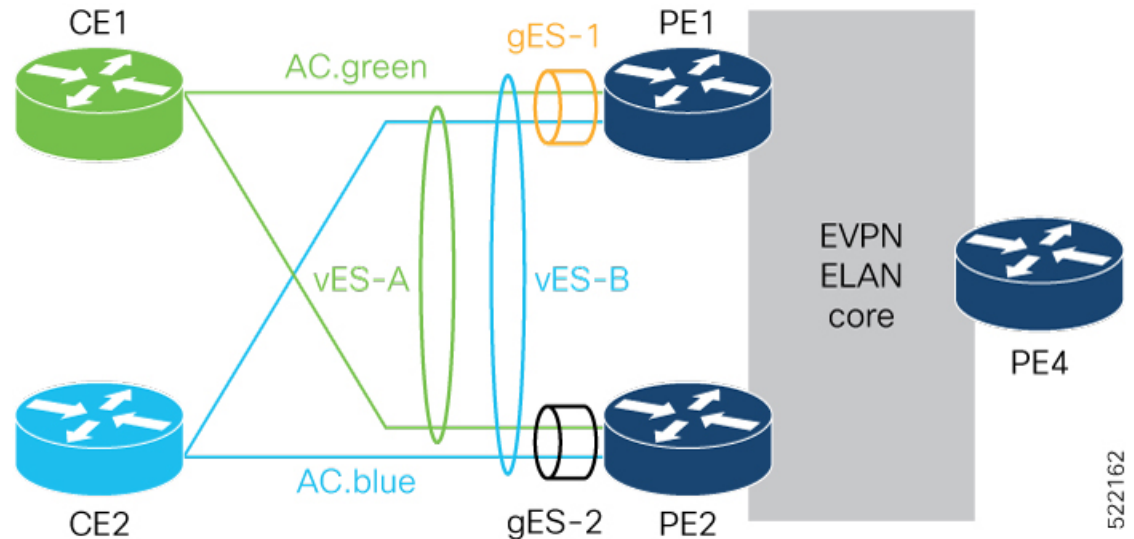 CE1
PE1
gES-1
AC.green
vES-A
vES-B
EVPN
ELAN
core
PE4
AC.blue
gES-2
CE2
PE2
522162